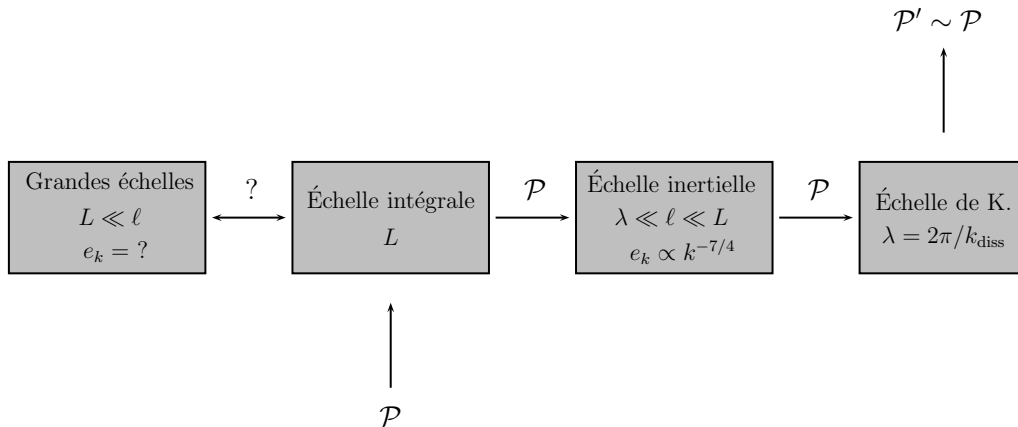 𝒫′ ∼ 𝒫
Grandes échelles
L ≪ ℓ
e_k = ?
?
Échelle intégrale
L
𝒫
Échelle inertielle
λ ≪ ℓ ≪ L
e_k ∝ k^{-7/4}
𝒫
Échelle de K.
λ = 2π/k_diss
𝒫